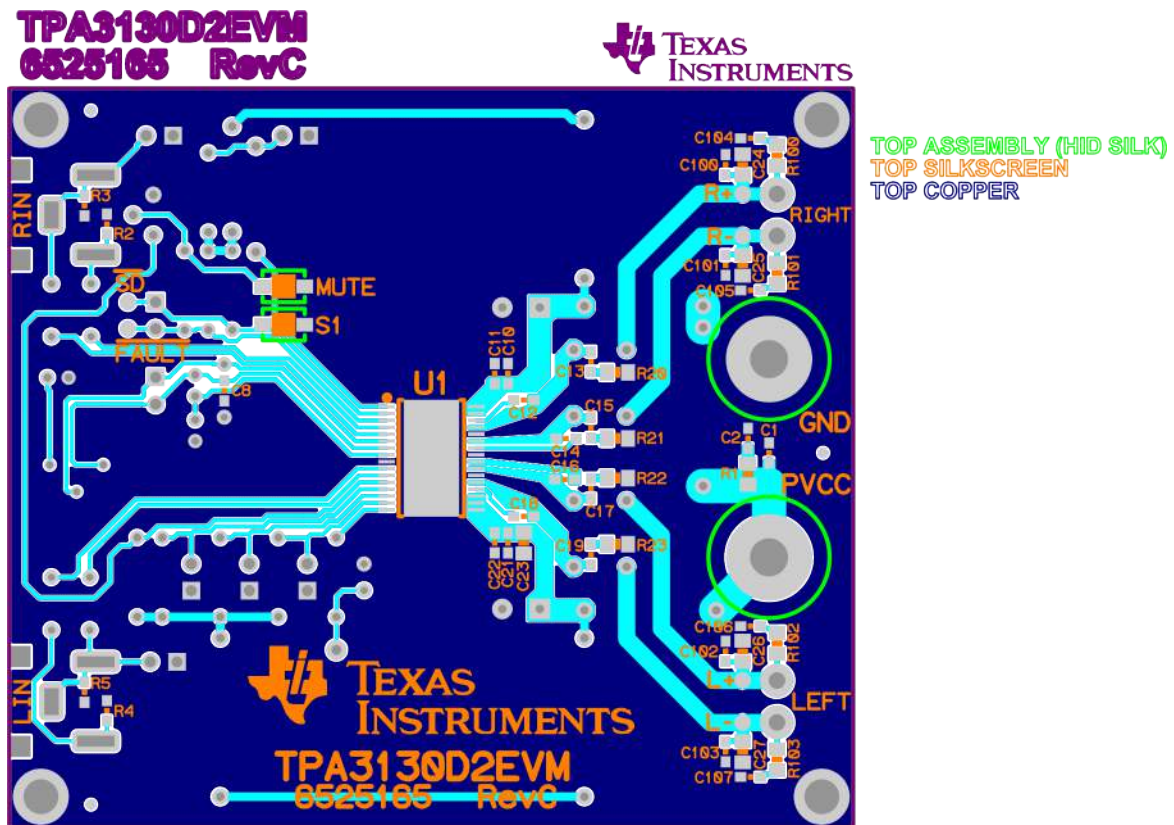 TPA3130D2EVM
6525165 RevC
TEXAS
INSTRUMENTS
TOP ASSEMBLY (HID SILK)
TOP SILKSCREEN
TOP COPPER
C104
R100
C100
C24
R+
RIN
R3
RIGHT
R2
R-
C101
C25
R101
SD
MUTE
C105
S1
FAULT
C11
C10
C13
R20
C8
U1
C12
C15
GND
C14
R21
C2
C1
C16
R22
R1
PVCC
C17
C18
C19
R23
C22
C21
C23
C106
R102
C102
C26
LIN
R5
L+
R4
LEFT
L-
TEXAS
INSTRUMENTS
C103
C27
R103
TPA3130D2EVM
C107
6525165 RevC